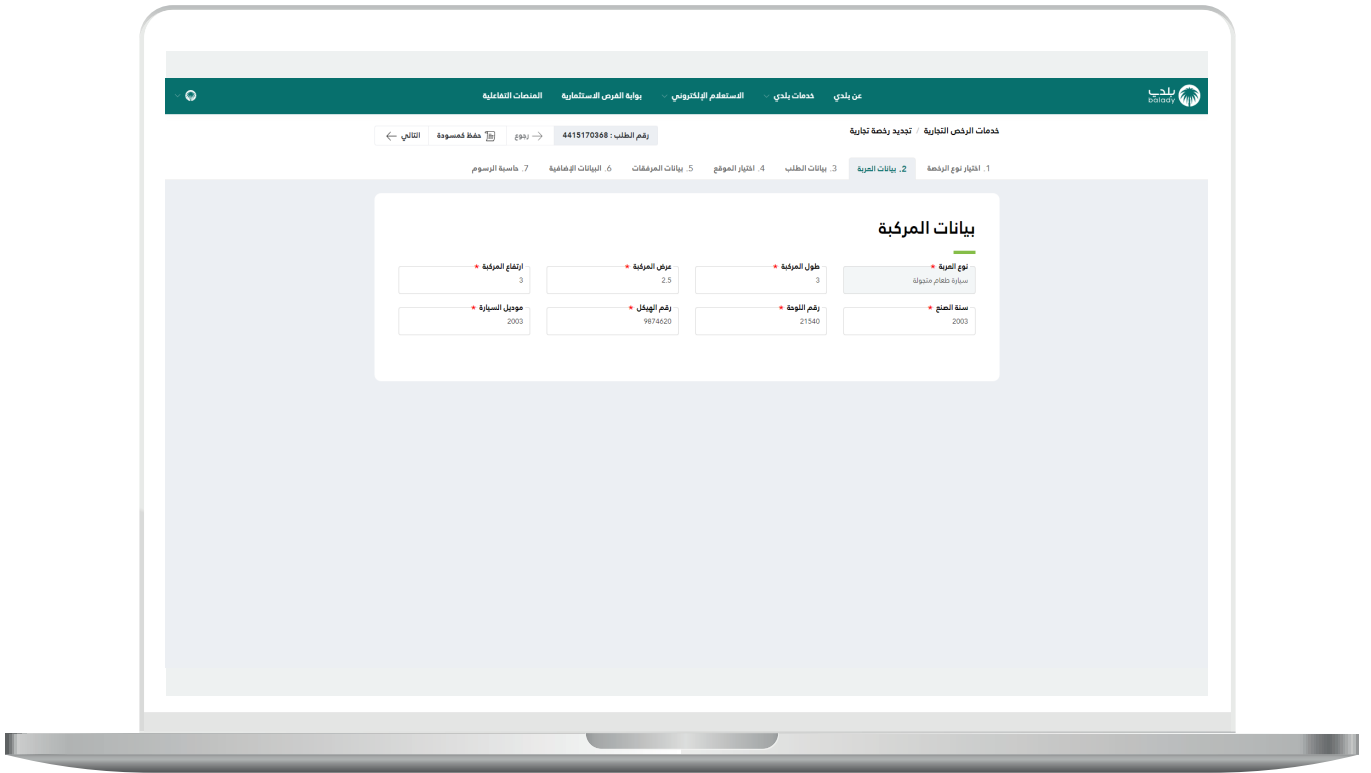 بلدي
balady
عن بلدي
خدمات بلدي
الاستعلام الإلكتروني
بوابة الفرص الاستثمارية
المنصات التفاعلية
خدمات الرخص التجارية / تجديد رخصة تجارية
رقم الطلب : 4415170368
رجوع
حفظ كمسودة
التالي
1. اختيار نوع الرخصة
2. بيانات العربة
3. بيانات الطلب
4. اختيار الموقع
5. بيانات المرفقات
6. البيانات الإضافية
7. حاسبة الرسوم
بيانات المركبة
نوع العربة *
سيارة طعام متجولة
طول المركبة *
3
عرض المركبة *
2.5
ارتفاع المركبة *
3
سنة الصنع *
2003
رقم اللوحة *
21540
رقم الهيكل *
9874620
موديل السيارة *
2003